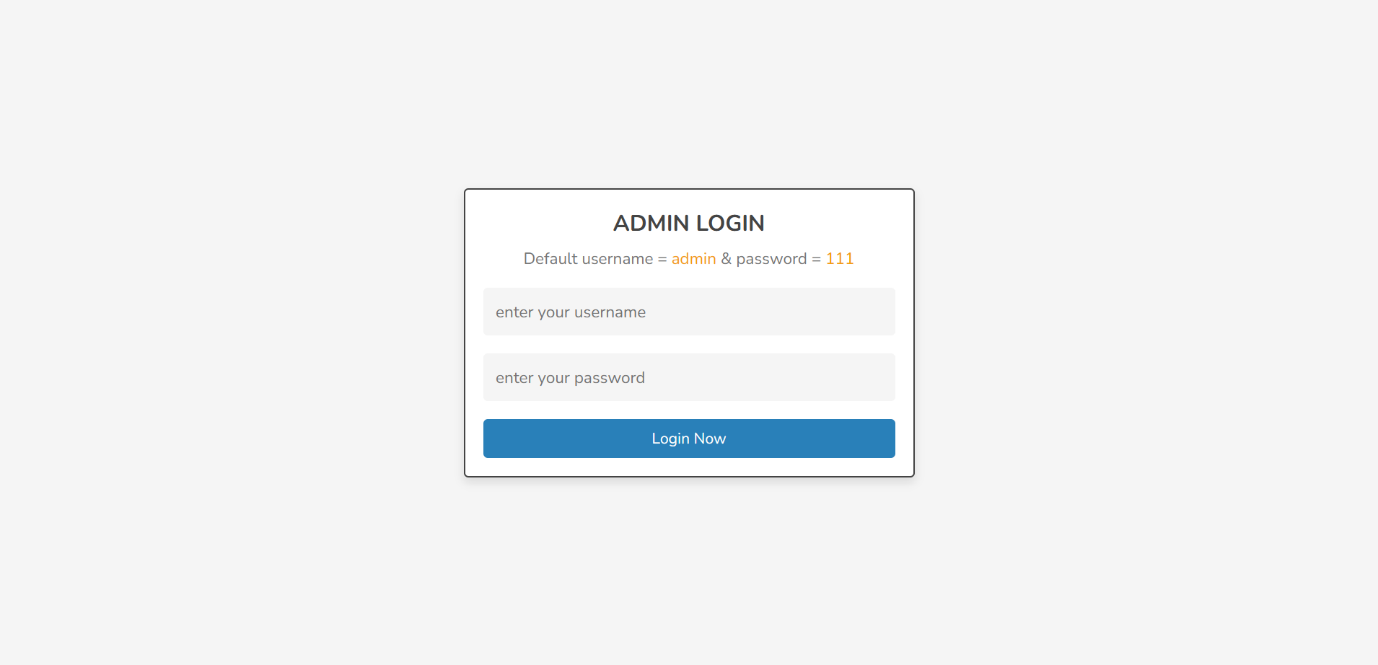 ADMIN LOGIN
Default username = admin & password = 111
enter your username
enter your password
Login Now